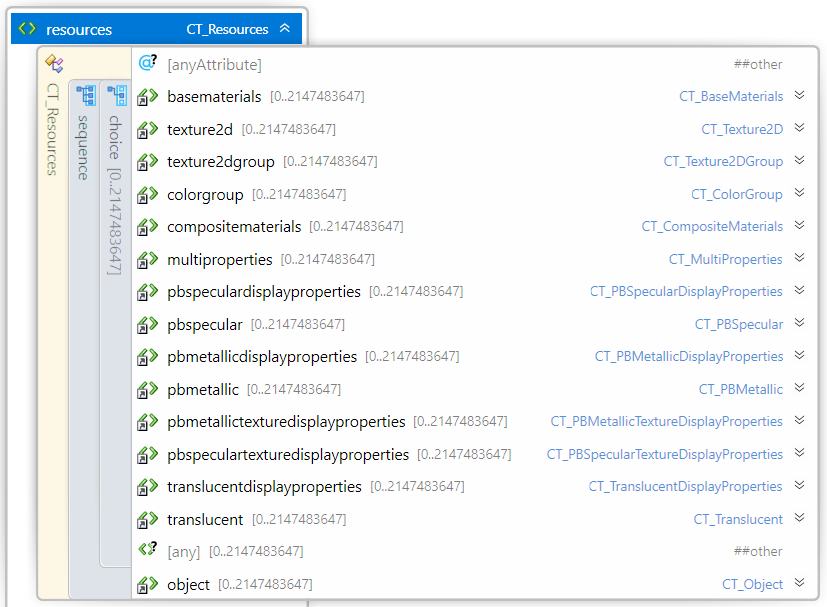 resources CT_Resources
CT_Resources
sequence
choice [0..2147483647]
[anyAttribute] ##other
basematerials [0..2147483647] CT_BaseMaterials
texture2d [0..2147483647] CT_Texture2D
texture2dgroup [0..2147483647] CT_Texture2DGroup
colorgroup [0..2147483647] CT_ColorGroup
compositematerials [0..2147483647] CT_CompositeMaterials
multiproperties [0..2147483647] CT_MultiProperties
pbspeculardisplayproperties [0..2147483647] CT_PBSpecularDisplayProperties
pbspecular [0..2147483647] CT_PBSpecular
pbmetallicdisplayproperties [0..2147483647] CT_PBMetallicDisplayProperties
pbmetallic [0..2147483647] CT_PBMetallic
pbmetallictexturedisplayproperties [0..2147483647] CT_PBMetallicTextureDisplayProperties
pbspeculartexturedisplayproperties [0..2147483647] CT_PBSpecularTextureDisplayProperties
translucentdisplayproperties [0..2147483647] CT_TranslucentDisplayProperties
translucent [0..2147483647] CT_Translucent
[any] [0..2147483647] ##other
object [0..2147483647] CT_Object